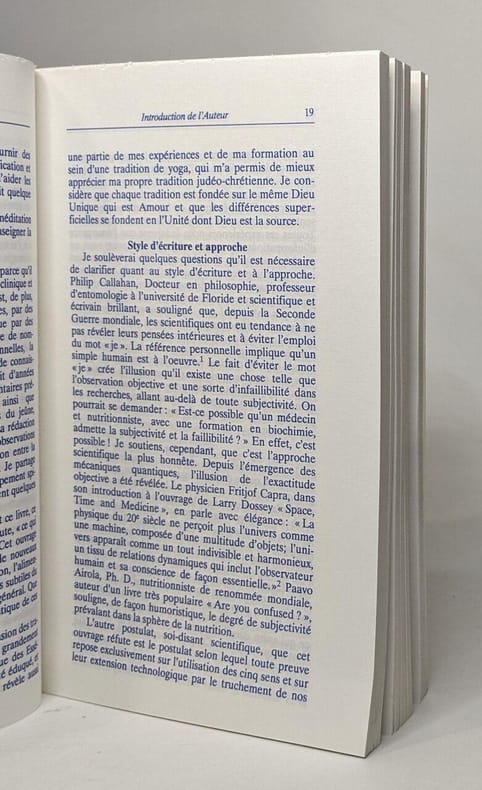 Introduction de l'Auteur
19
une partie de mes expériences et de ma formation au
sein d'une tradition de yoga, qui m'a permis de mieux
apprécier ma propre tradition judéo-chrétienne. Je con-
sidère que chaque tradition est fondée sur le même Dieu
Unique qui est Amour et que les différences super-
ficielles se fondent en l'Unité dont Dieu est la source.
Style d'écriture et approche
Je soulèverai quelques questions qu'il est nécessaire
de clarifier quant au style d'écriture et à l'approche.
Philip Callahan, Docteur en philosophie, professeur
d'entomologie à l'université de Floride et scientifique et
écrivain brillant, a souligné que, depuis la Seconde
Guerre mondiale, les scientifiques ont eu tendance à ne
pas révéler leurs pensées intérieures et à éviter l'emploi
du mot « je ». La référence personnelle implique qu'un
simple humain est à l'oeuvre.¹ Le fait d'éviter le mot
« je » crée l'illusion qu'il existe une chose telle que
l'observation objective et une sorte d'infaillibilité dans
les recherches, allant au-delà de toute subjectivité. On
pourrait se demander : « Est-ce possible qu'un médecin
et nutritionniste, avec une formation en biochimie,
admette la subjectivité et la faillibilité ? » En effet, c'est
possible ! Je soutiens, cependant, que c'est l'approche
scientifique la plus honnête. Depuis l'émergence des
mécaniques quantiques, l'illusion de l'exactitude
objective a été révélée. Le physicien Fritjof Capra, dans
son introduction à l'ouvrage de Larry Dossey « Space,
Time and Medicine », en parle avec élégance : « La
physique du 20e siècle ne perçoit plus l'univers comme
une machine, composée d'une multitude d'objets; l'uni-
vers apparaît comme un tout indivisible et harmonieux,
un tissu de relations dynamiques qui inclut l'observateur
humain et sa conscience de façon essentielle. »² Paavo
Airola, Ph. D., nutritionniste de renommée mondiale,
auteur d'un livre très populaire « Are you confused ? »,
souligne, de façon humoristique, le dégré de subjectivité
prévalant dans la sphère de la nutrition.
L'autre postulat, soi-disant scientifique, que cet
ouvrage réfute est le postulat selon lequel toute preuve
repose exclusivement sur l'utilisation des cinq sens et sur
leur extension technologique par le truchement de nos